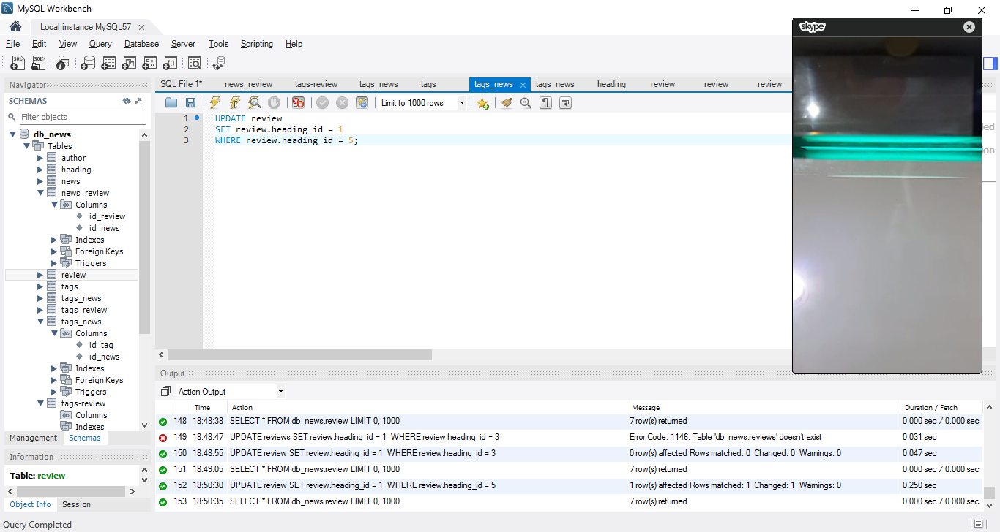 MySQL Workbench
Local instance MySQL57
File Edit View Query Database Server Tools Scripting Help
skype
Navigator
SCHEMAS
Filter objects
db_news
Tables
author
heading
news
news_review
Columns
id_review
id_news
Indexes
Foreign Keys
Triggers
review
tags
tags_news
tags_review
tags_news
Columns
id_tag
id_news
Indexes
Foreign Keys
Triggers
tags-review
Columns
Indexes
Management Schemas
Information
Table: review
Object Info Session
SQL File 1* news_review tags-review tags_news tags tags_news tags_news heading review review review
Limit to 1000 rows
1 UPDATE review
2 SET review.heading_id = 1
3 WHERE review.heading_id = 5;
Output
Action Output
Time Action Message Duration / Fetch
148 18:48:38 SELECT * FROM db_news.review LIMIT 0, 1000 7 row(s) returned 0.000 sec / 0.000 sec
149 18:48:47 UPDATE reviews SET review.heading_id = 1 WHERE review.heading_id = 3 Error Code: 1146. Table 'db_news.reviews' doesn't exist 0.031 sec
150 18:48:55 UPDATE review SET review.heading_id = 1 WHERE review.heading_id = 3 0 row(s) affected Rows matched: 0 Changed: 0 Warnings: 0 0.047 sec
151 18:49:05 SELECT * FROM db_news.review LIMIT 0, 1000 7 row(s) returned 0.000 sec / 0.000 sec
152 18:50:30 UPDATE review SET review.heading_id = 1 WHERE review.heading_id = 5 1 row(s) affected Rows matched: 1 Changed: 1 Warnings: 0 0.250 sec
153 18:50:35 SELECT * FROM db_news.review LIMIT 0, 1000 7 row(s) returned 0.000 sec / 0.000 sec
Query Completed